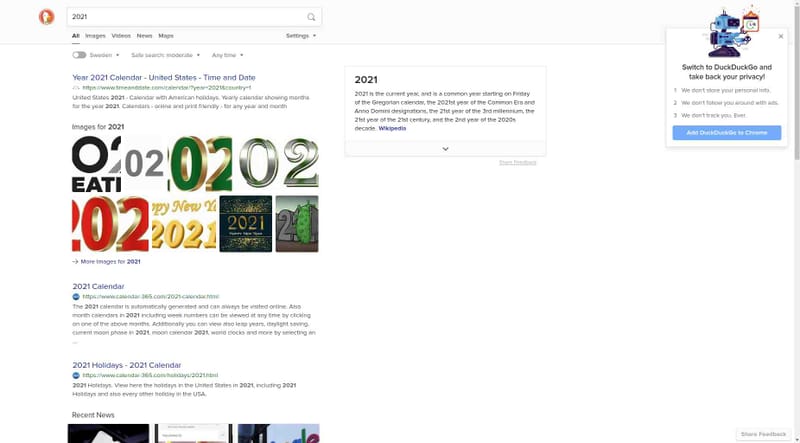 2021
All Images Videos News Maps Settings
Sweden Safe search: moderate Any time
Year 2021 Calendar - United States - Time and Date
https://www.timeanddate.com/calendar/?year=2021&country=1
United States 2021 - Calendar with American holidays. Yearly calendar showing months
for the year 2021. Calendars - online and print friendly - for any year and month
Images for 2021
2021
2021
More Images for 2021
2021 Calendar
https://www.calendar-365.com/2021-calendar.html
The 2021 calendar is automatically generated and can always be visited online. Also
month calendars in 2021 including week numbers can be viewed at any time by clicking
on one of the above months. Additionally you can view also leap years, daylight saving,
current moon phase in 2021, moon calendar 2021, world clocks and more by selecting an
...
2021 Holidays - 2021 Calendar
https://www.calendar-365.com/holidays/2021.html
2021 Holidays. View here the holidays in the United States in 2021, including 2021
Holidays and also every other holiday in the USA.
Recent News
2021
2021 is the current year, and is a common year starting on Friday
of the Gregorian calendar, the 2021st year of the Common Era and
Anno Domini designations, the 21st year of the 3rd millennium, the
21st year of the 21st century, and the 2nd year of the 2020s
decade. Wikipedia
Share Feedback
Switch to DuckDuckGo and
take back your privacy!
1 We don't store your personal info.
2 We don't follow you around with ads.
3 We don't track you. Ever.
Add DuckDuckGo to Chrome
Share Feedback